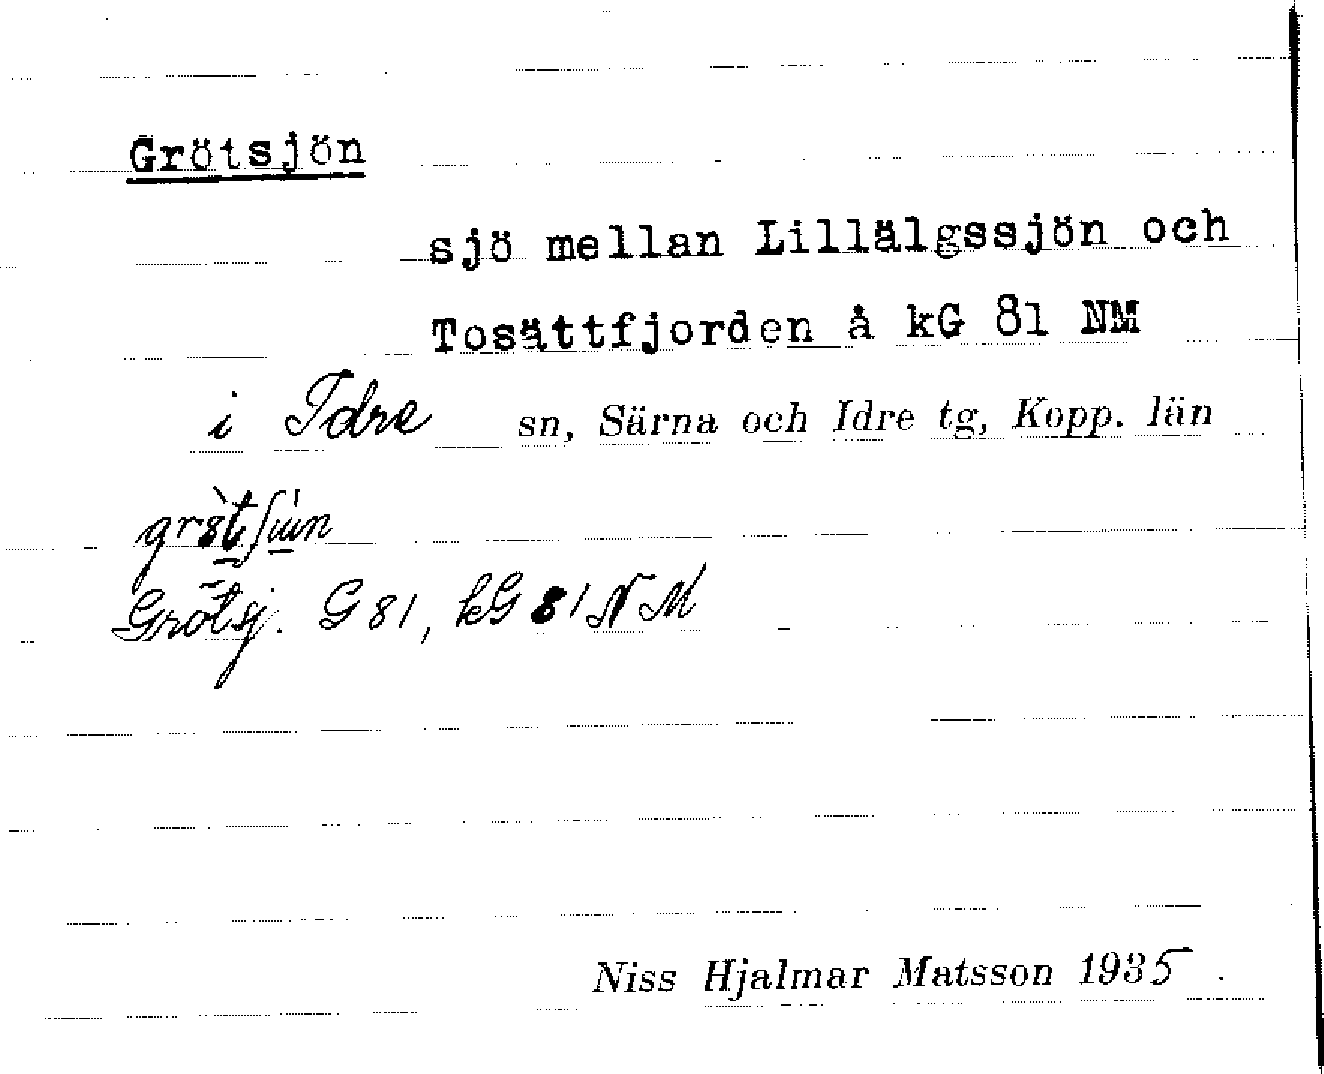 Grötsjön
sjö mellan Lillälgssjön och
Tosättfjorden å kG 81 NM
i Idre sn, Särna och Idre tg, Kopp. län
Grötsj. G 81, kG 81 NM
Niss Hjalmar Matsson 1935.